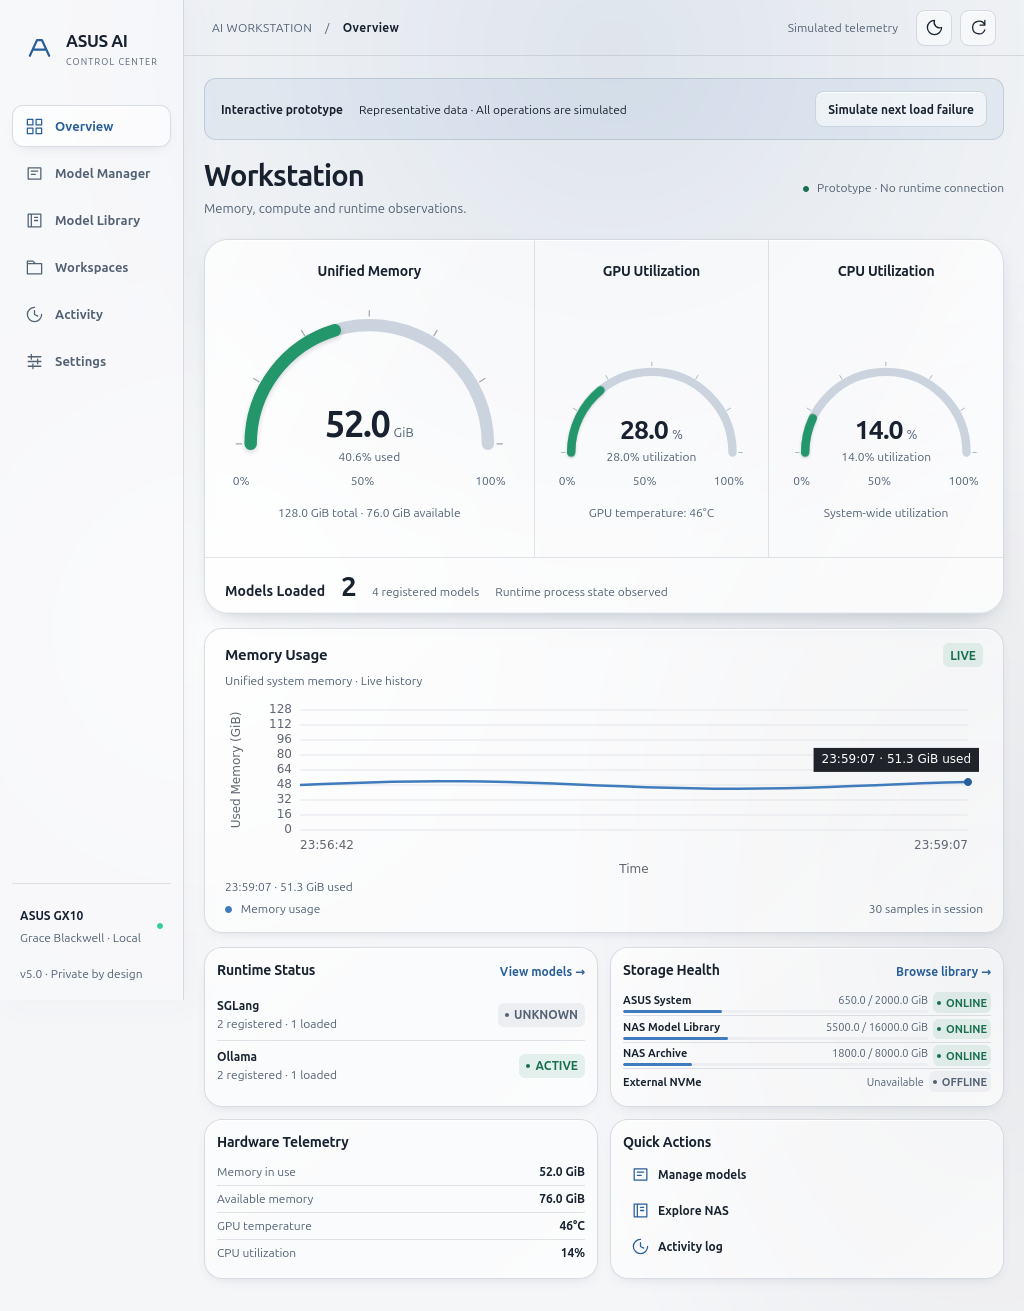 ASUS AI
CONTROL CENTER
Overview
Model Manager
Model Library
Workspaces
Activity
Settings
ASUS GX10
Grace Blackwell · Local
v5.0 · Private by design
AI WORKSTATION / Overview
Simulated telemetry
Interactive prototype Representative data · All operations are simulated
Simulate next load failure
Workstation
Memory, compute and runtime observations.
Prototype · No runtime connection
Unified Memory
52.0 GiB
40.6% used
0% 50% 100%
128.0 GiB total · 76.0 GiB available
GPU Utilization
28.0 %
28.0% utilization
0% 50% 100%
GPU temperature: 46°C
CPU Utilization
14.0 %
14.0% utilization
0% 50% 100%
System-wide utilization
Models Loaded 2 4 registered models Runtime process state observed
Memory Usage
LIVE
Unified system memory · Live history
Used Memory (GiB)
128
112
96
80
64
48
32
16
0
23:59:07 · 51.3 GiB used
23:56:42 23:59:07
Time
23:59:07 · 51.3 GiB used
Memory usage
30 samples in session
Runtime Status
View models →
SGLang
2 registered · 1 loaded
UNKNOWN
Ollama
2 registered · 1 loaded
ACTIVE
Storage Health
Browse library →
ASUS System 650.0 / 2000.0 GiB ONLINE
NAS Model Library 5500.0 / 16000.0 GiB ONLINE
NAS Archive 1800.0 / 8000.0 GiB ONLINE
External NVMe Unavailable OFFLINE
Hardware Telemetry
Memory in use 52.0 GiB
Available memory 76.0 GiB
GPU temperature 46°C
CPU utilization 14%
Quick Actions
Manage models
Explore NAS
Activity log